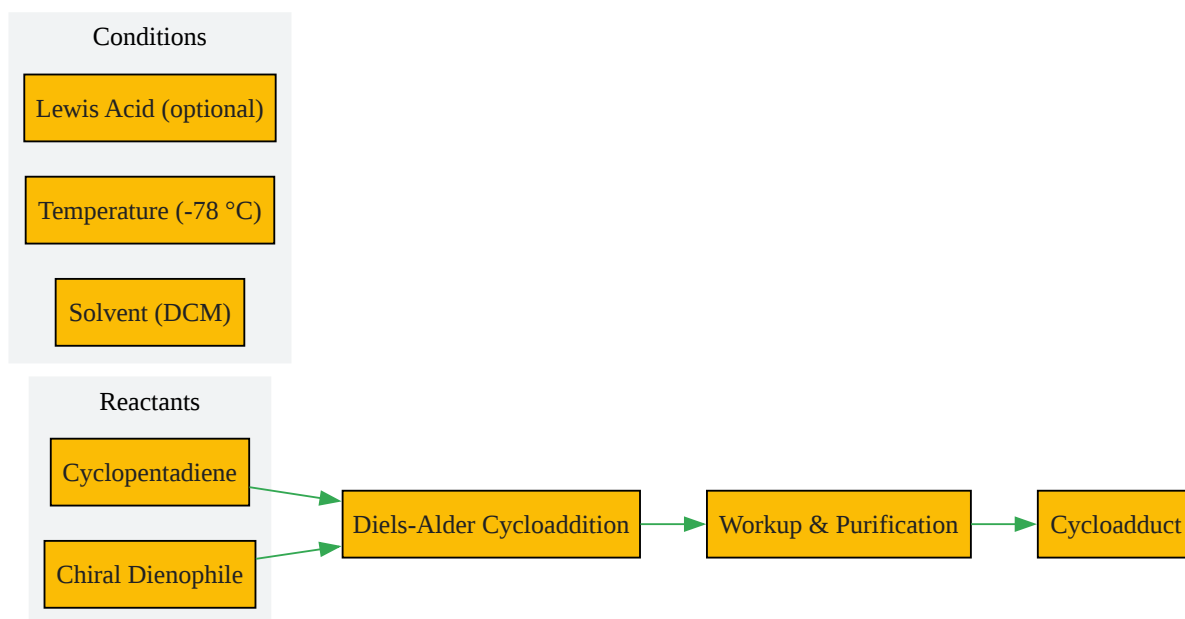 Conditions
Lewis Acid (optional)
Temperature (-78 °C)
Solvent (DCM)
Reactants
Cyclopentadiene
Chiral Dienophile
Diels-Alder Cycloaddition
Workup & Purification
Cycloadduct